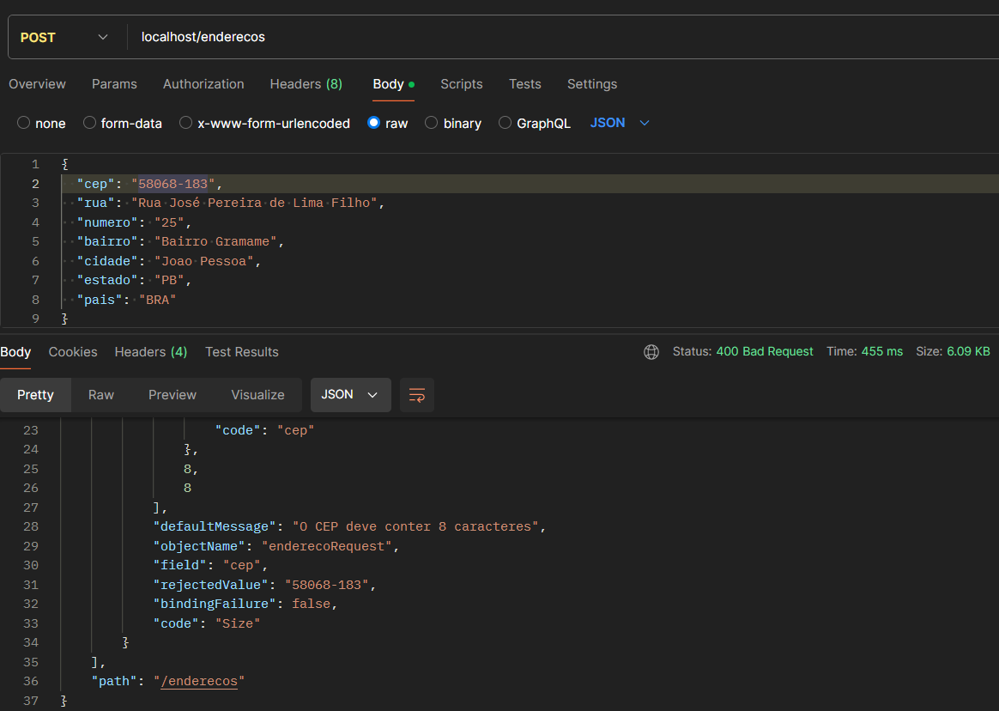 POST localhost/enderecos
Overview Params Authorization Headers (8) Body Scripts Tests Settings
none form-data x-www-form-urlencoded raw binary GraphQL JSON
1 {
2 "cep": "58068-183",
3 "rua": "Rua José Pereira de Lima Filho",
4 "numero": "25",
5 "bairro": "Bairro Gramame",
6 "cidade": "Joao Pessoa",
7 "estado": "PB",
8 "pais": "BRA"
9 }
Body Cookies Headers (4) Test Results Status: 400 Bad Request Time: 455 ms Size: 6.09 KB
Pretty Raw Preview Visualize JSON
23 "code": "cep"
24 },
25 8,
26 8
27 ],
28 "defaultMessage": "O CEP deve conter 8 caracteres",
29 "objectName": "enderecoRequest",
30 "field": "cep",
31 "rejectedValue": "58068-183",
32 "bindingFailure": false,
33 "code": "Size"
34 }
35 ],
36 "path": "/enderecos"
37 }